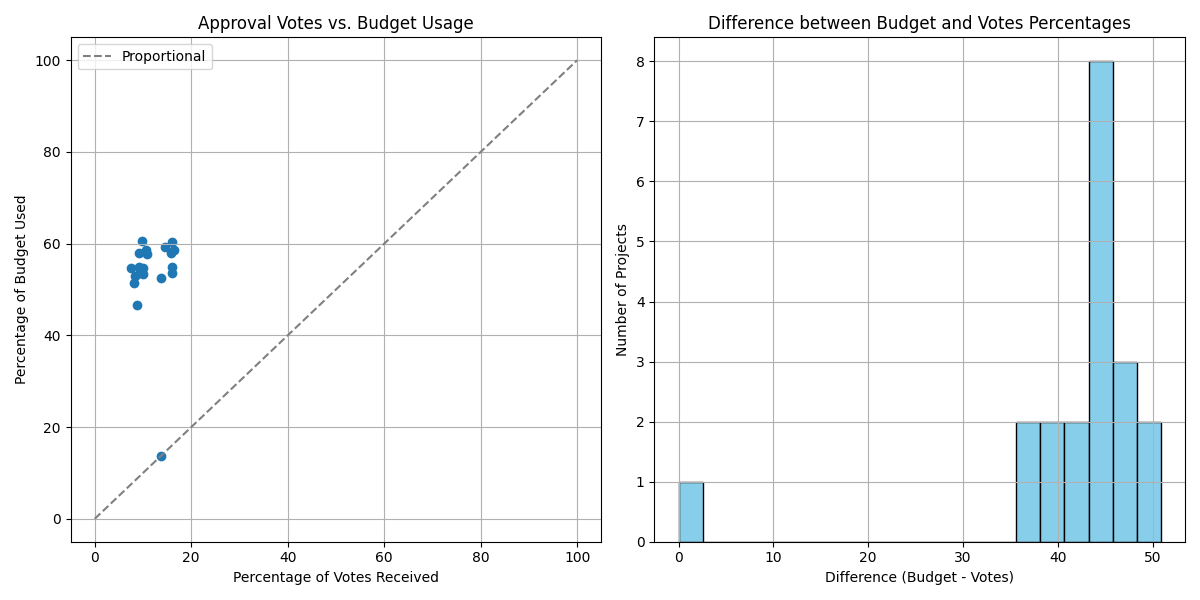 Approval Votes vs. Budget Usage
Proportional
100
80
60
40
20
0
Percentage of Budget Used
0 20 40 60 80 100
Percentage of Votes Received
Difference between Budget and Votes Percentages
8
7
6
5
4
3
2
1
0
Number of Projects
0 10 20 30 40 50
Difference (Budget - Votes)